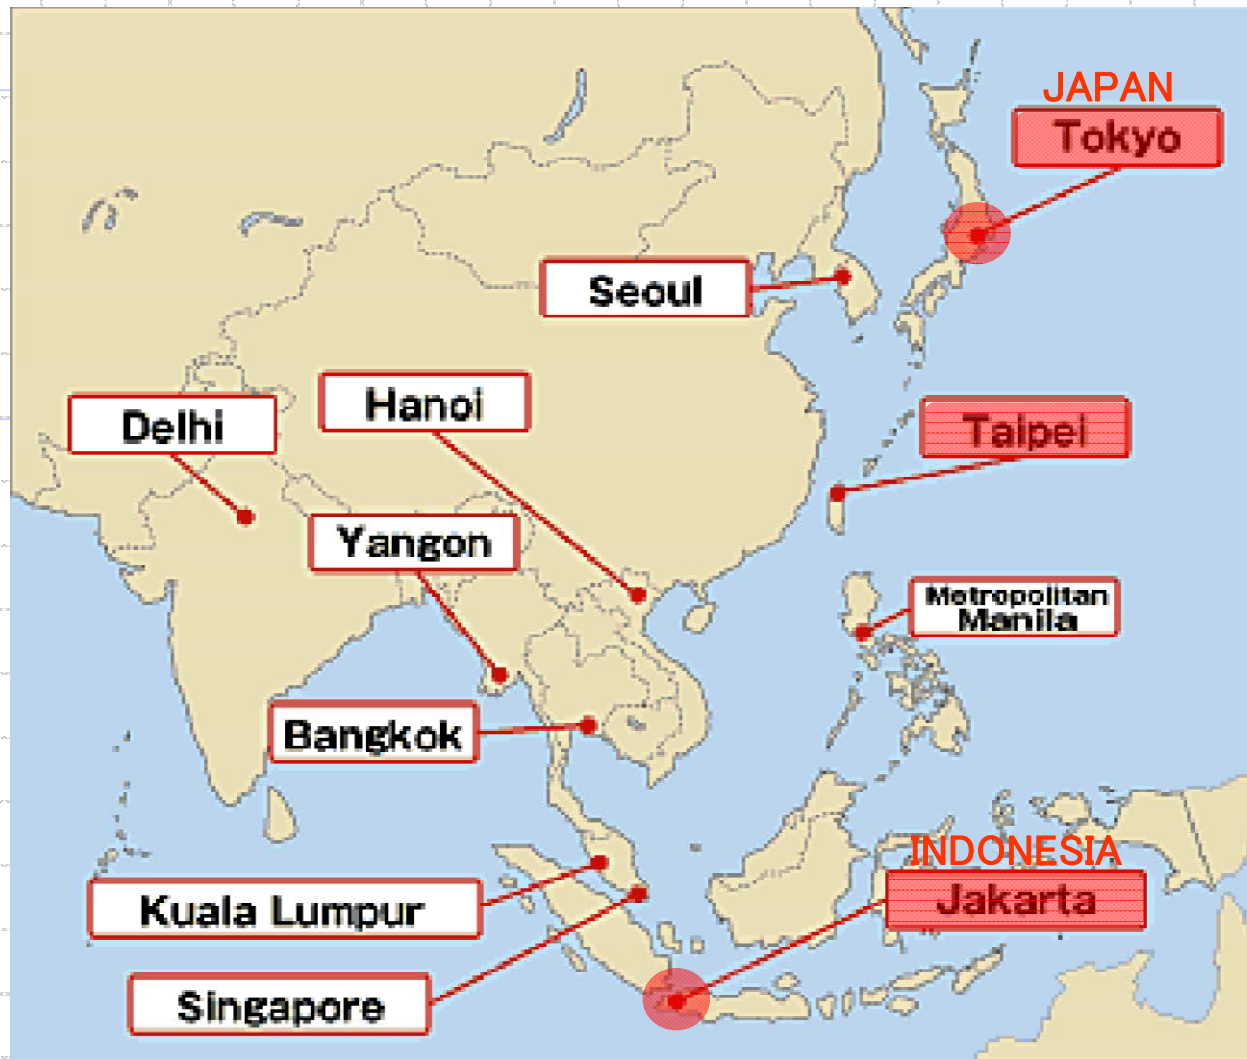 JAPAN
Tokyo
Seoul
Hanoi
Delhi
Taipei
Yangon
Metropolitan
Manila
Bangkok
INDONESIA
Jakarta
Kuala Lumpur
Singapore